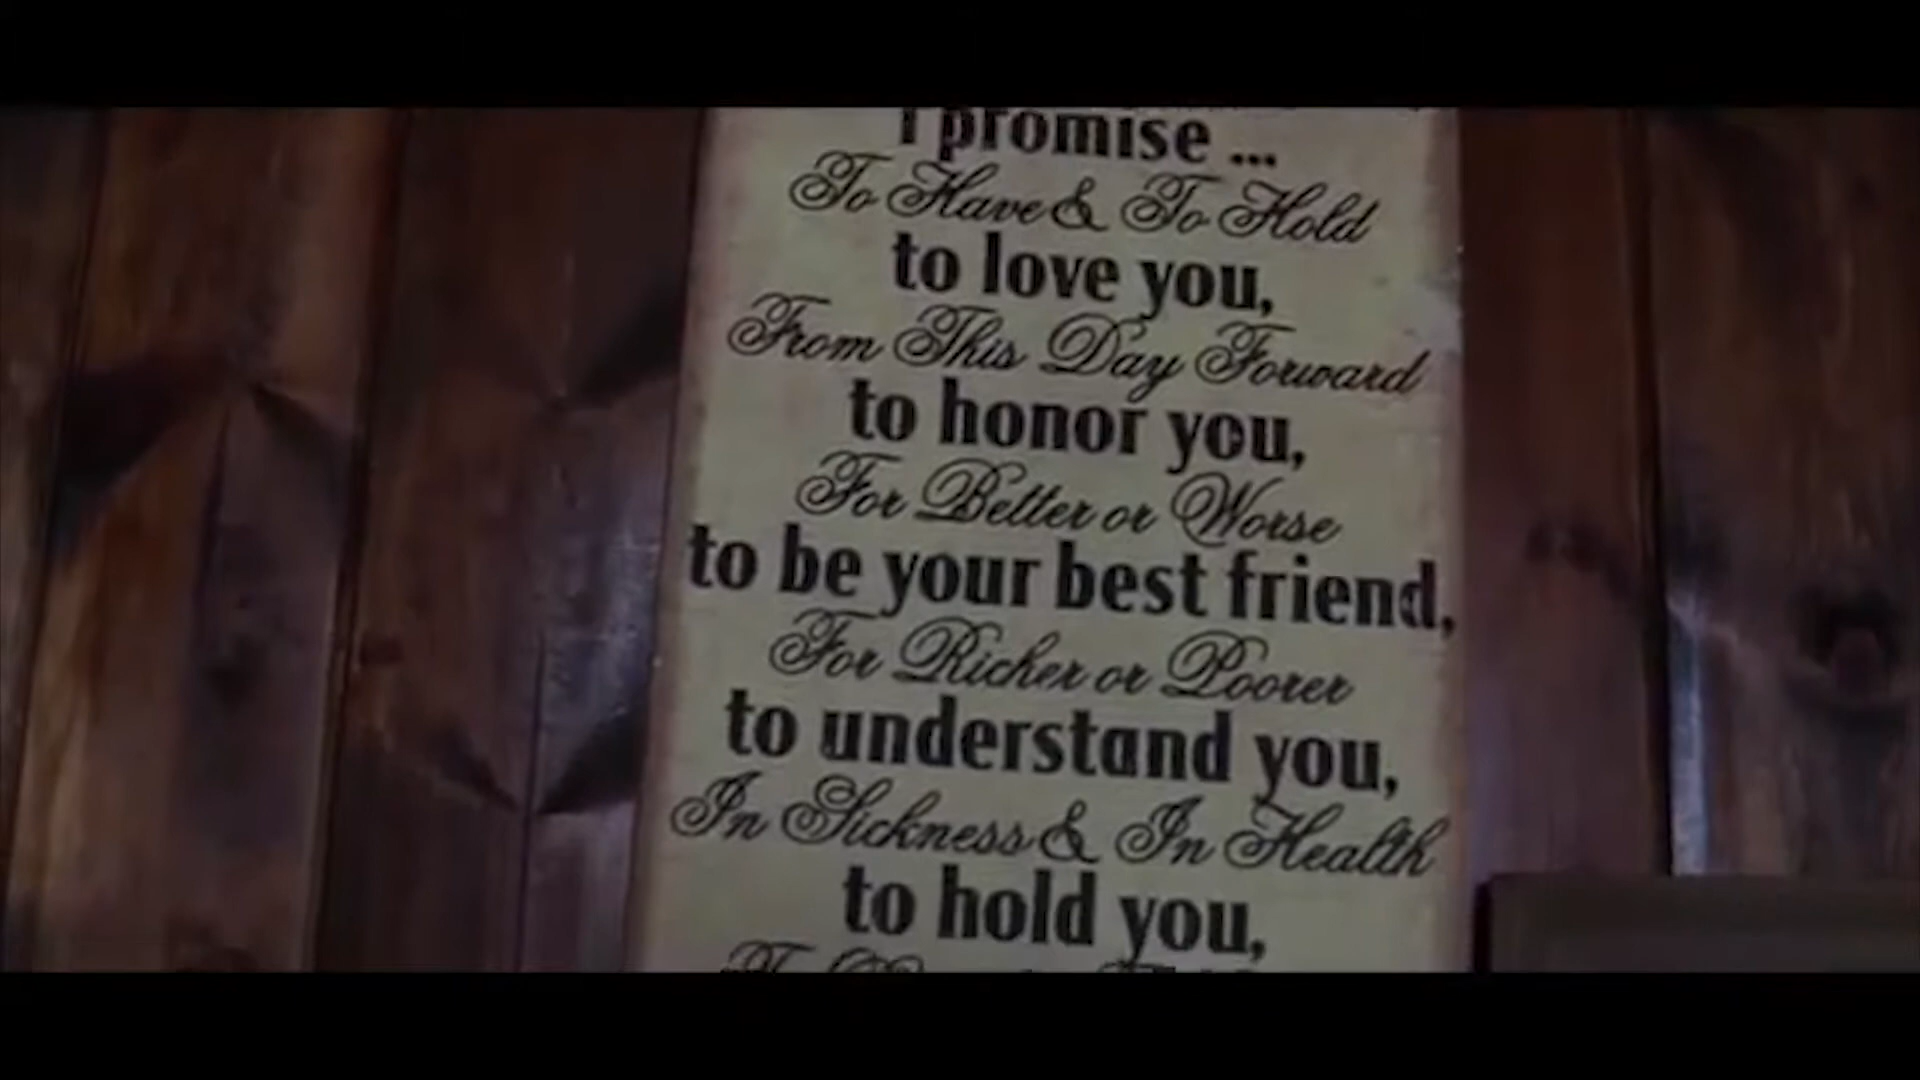 I promise ...
To Have & To Hold
to love you,
From This Day Forward
to honor you,
For Better or Worse
to be your best friend,
For Richer or Poorer
to understand you,
In Sickness & In Health
to hold you,